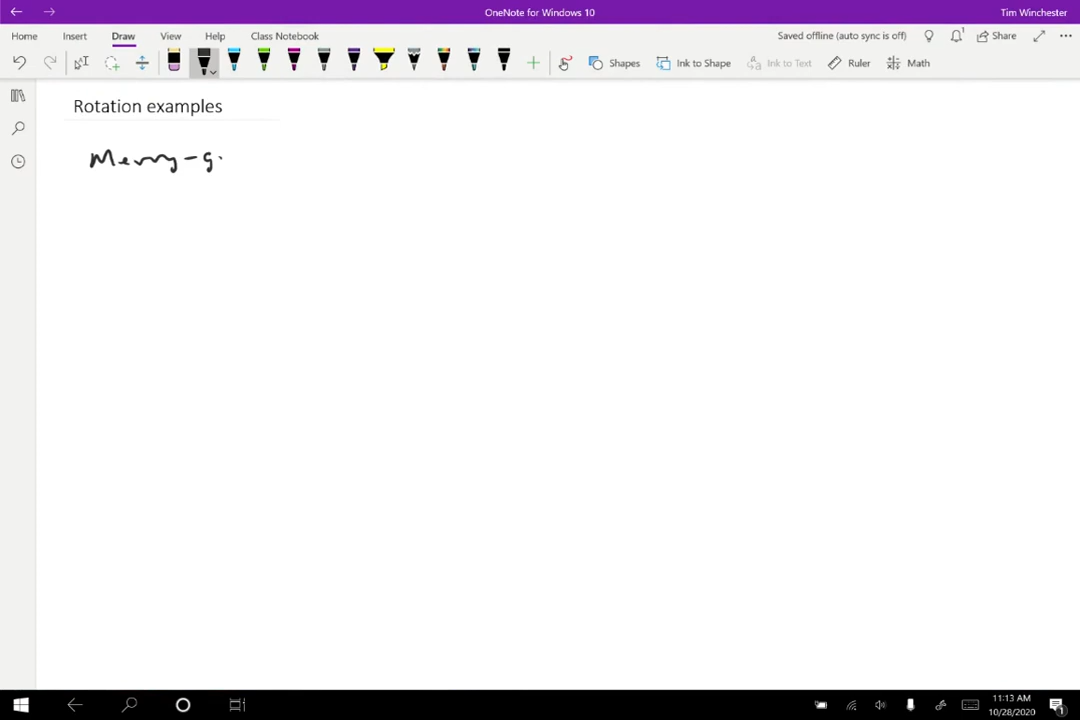 OneNote for Windows 10
Tim Winchester
Home Insert Draw View Help Class Notebook
Saved offline (auto sync is off)
1
Share
Shapes
Ink to Shape
Ink to Text
Ruler
Math
Rotation examples
Merry-g
11:13 AM
10/28/2020
1